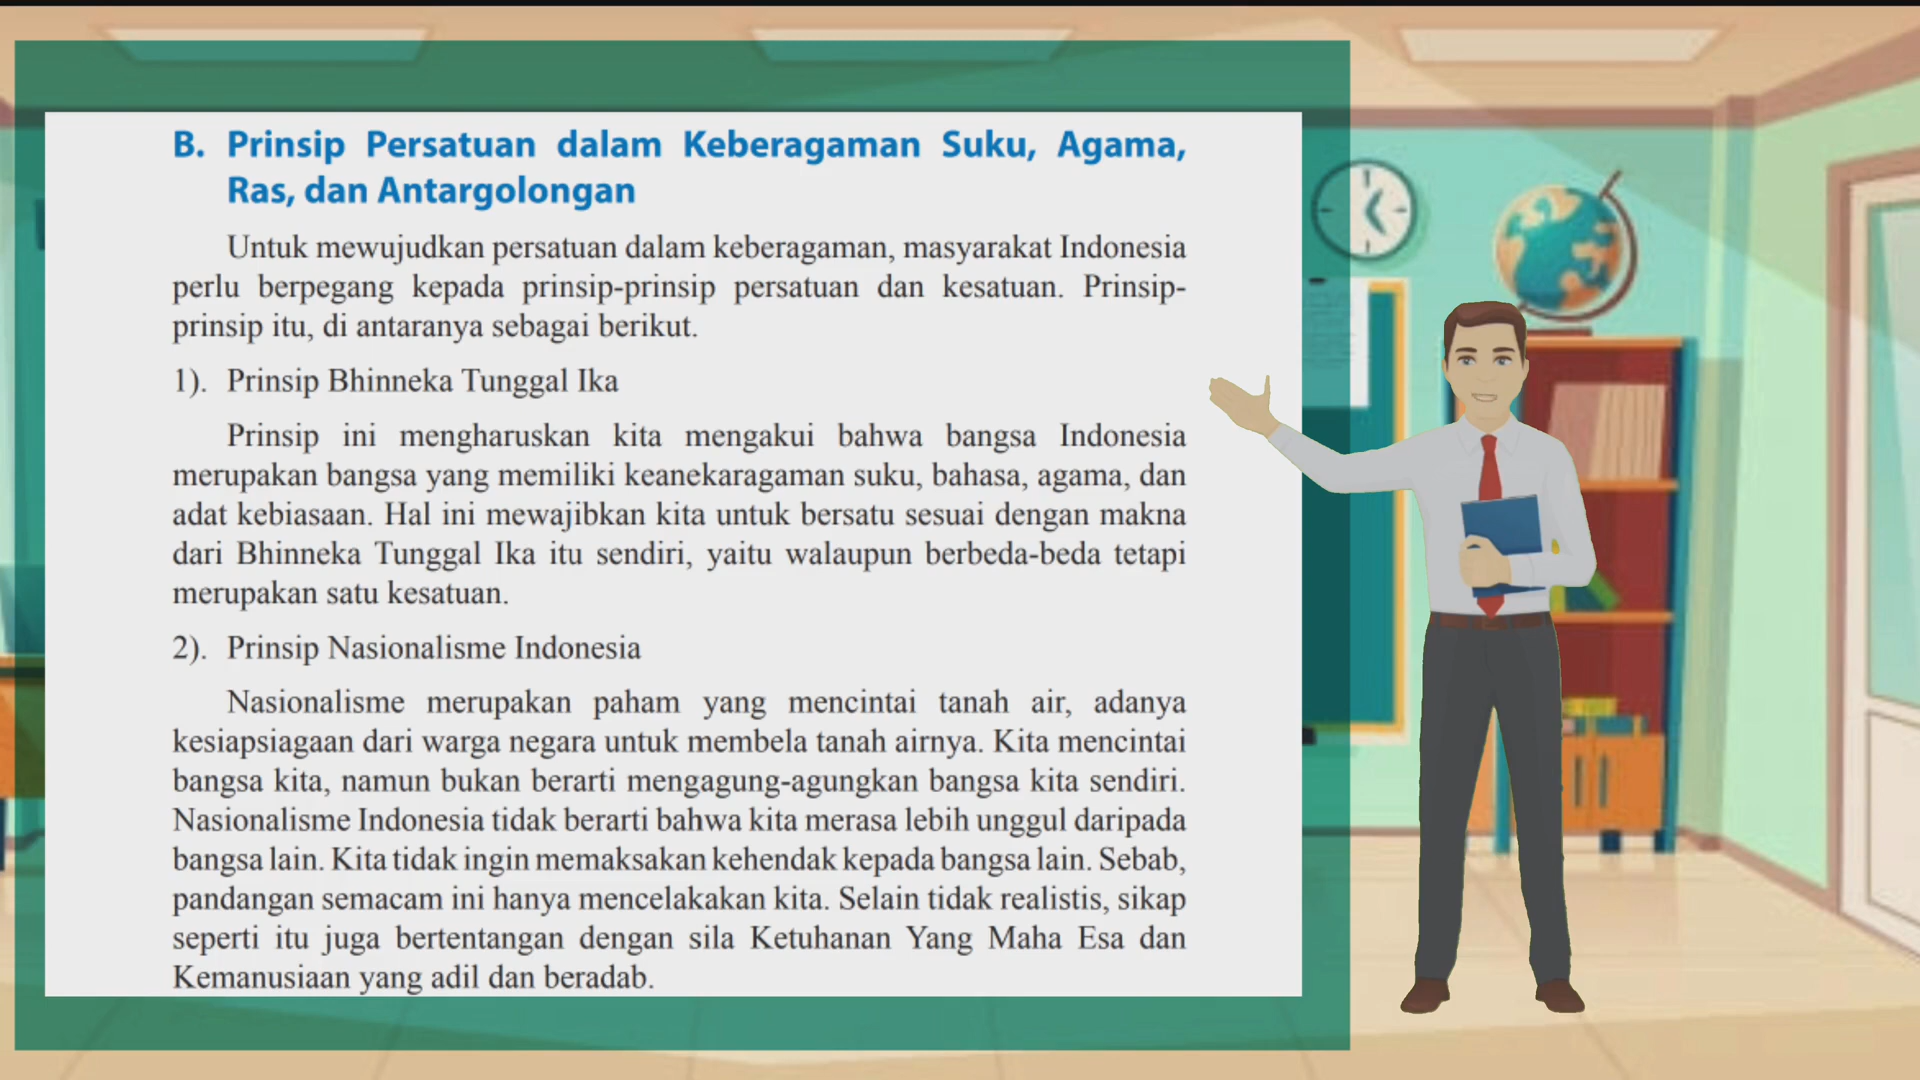 B. Prinsip Persatuan dalam Keberagaman Suku, Agama,
Ras, dan Antargolongan
Untuk mewujudkan persatuan dalam keberagaman, masyarakat Indonesia
perlu berpegang kepada prinsip-prinsip persatuan dan kesatuan. Prinsip-
prinsip itu, di antaranya sebagai berikut.
1). Prinsip Bhinneka Tunggal Ika
Prinsip ini mengharuskan kita mengakui bahwa bangsa Indonesia
merupakan bangsa yang memiliki keanekaragaman suku, bahasa, agama, dan
adat kebiasaan. Hal ini mewajibkan kita untuk bersatu sesuai dengan makna
dari Bhinneka Tunggal Ika itu sendiri, yaitu walaupun berbeda-beda tetapi
merupakan satu kesatuan.
2). Prinsip Nasionalisme Indonesia
Nasionalisme merupakan paham yang mencintai tanah air, adanya
kesiapsiagaan dari warga negara untuk membela tanah airnya. Kita mencintai
bangsa kita, namun bukan berarti mengagung-agungkan bangsa kita sendiri.
Nasionalisme Indonesia tidak berarti bahwa kita merasa lebih unggul daripada
bangsa lain. Kita tidak ingin memaksakan kehendak kepada bangsa lain. Sebab,
pandangan semacam ini hanya mencelakakan kita. Selain tidak realistis, sikap
seperti itu juga bertentangan dengan sila Ketuhanan Yang Maha Esa dan
Kemanusiaan yang adil dan beradab.